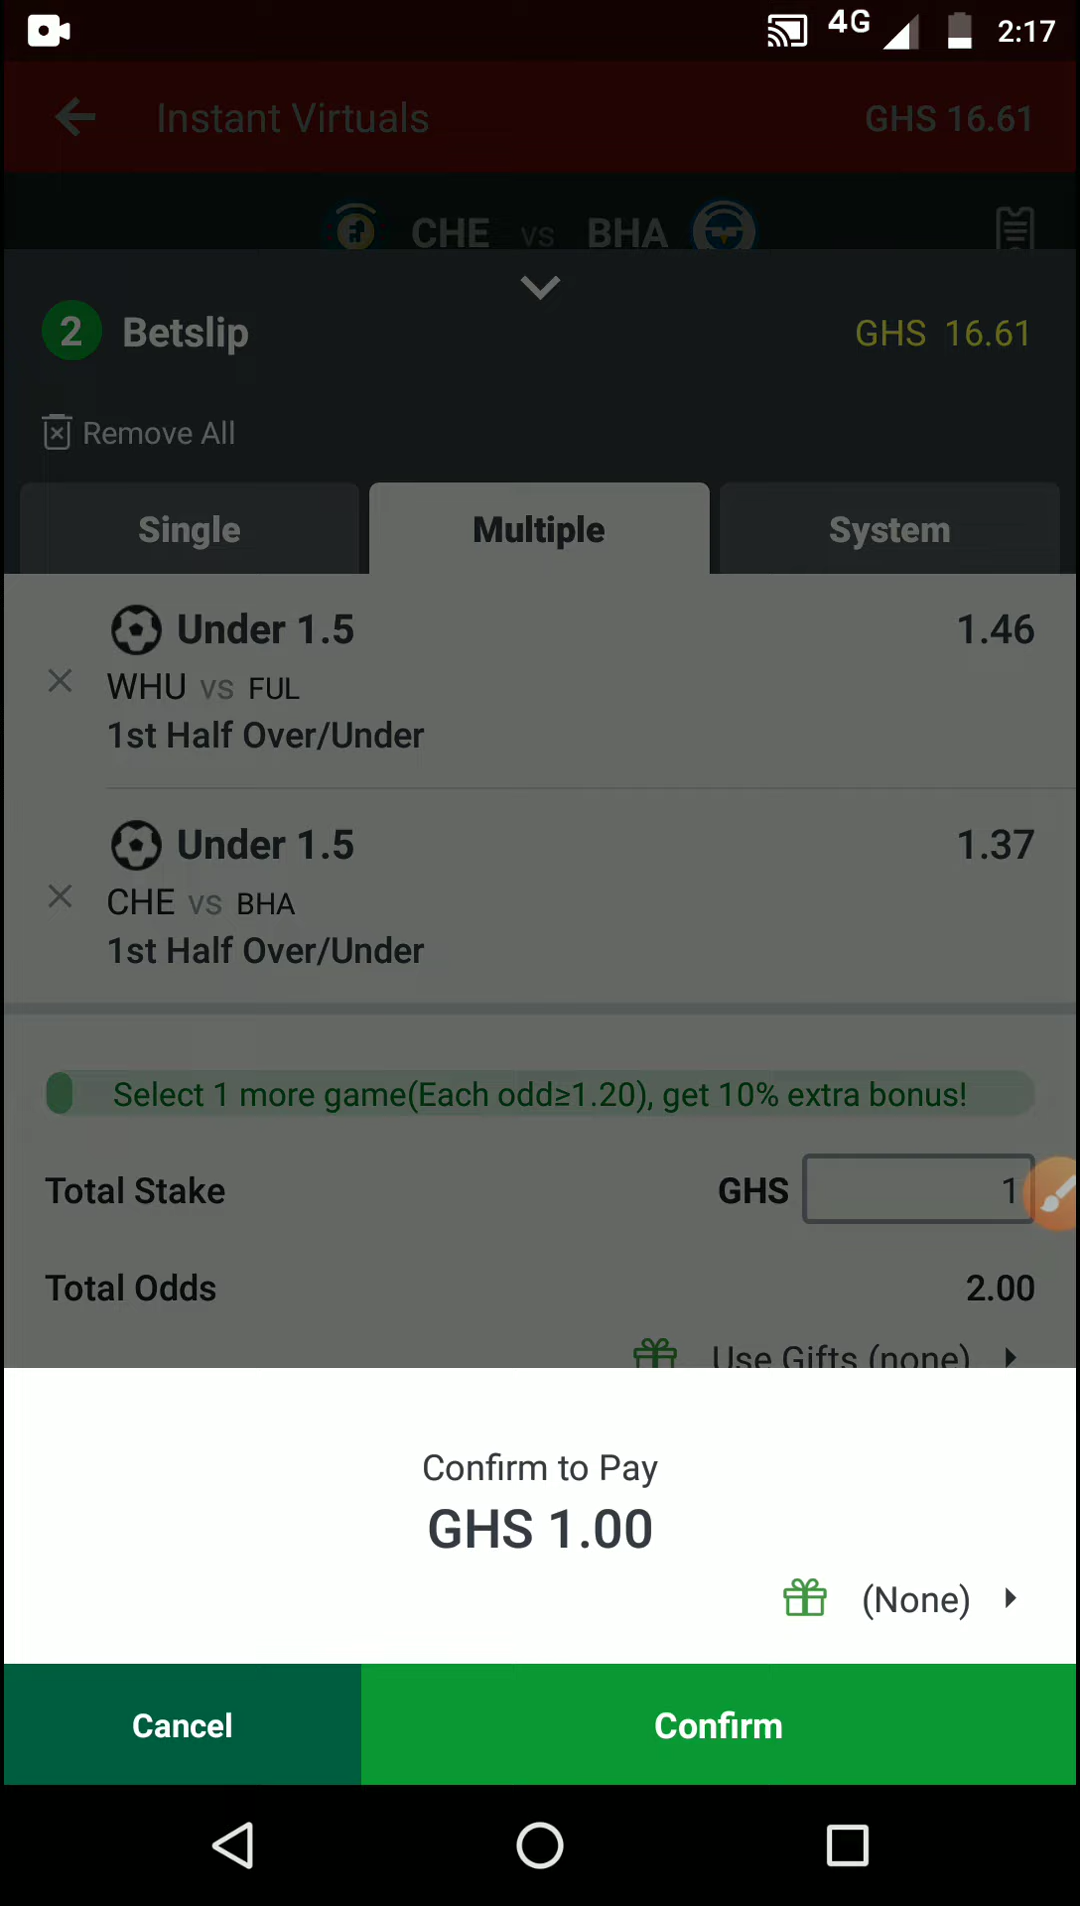 4G 2:17
Instant Virtuals GHS 16.61
CHE vs BHA
2 Betslip GHS 16.61
Remove All
Single Multiple System
Under 1.5 1.46
WHU vs FUL
1st Half Over/Under
Under 1.5 1.37
CHE vs BHA
1st Half Over/Under
Select 1 more game(Each odd≥1.20), get 10% extra bonus!
Total Stake GHS 1
Total Odds 2.00
Use Gifts (none)
Confirm to Pay
GHS 1.00
(None)
Cancel Confirm